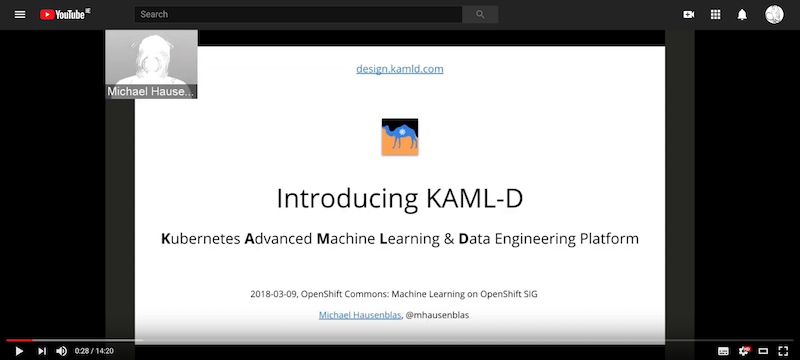 YouTube IE
Search
design.kamld.com
Michael Hause...
Introducing KAML-D
Kubernetes Advanced Machine Learning & Data Engineering Platform
2018-03-09, OpenShift Commons: Machine Learning on OpenShift SIG
Michael Hausenblas, @mhausenblas
0:28 / 14:20